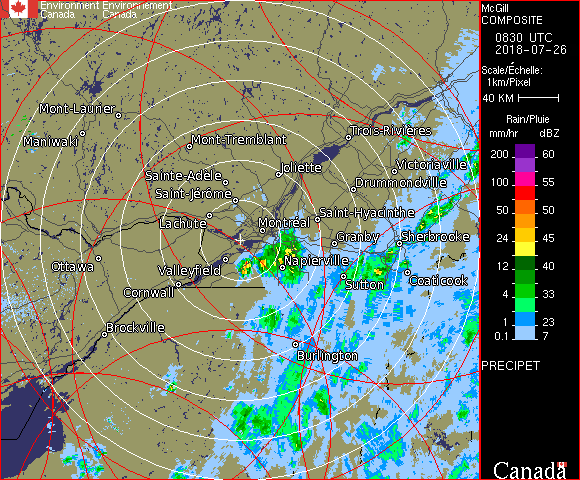 Environment Environnement
Canada Canada
McGill
COMPOSITE
0830 UTC
2018-07-26
Scale/Échelle:
1km/Pixel
40 KM
Rain/Pluie
mm/hr dBZ
200 60
150 57
100 55
50 50
24 45
12 40
4 33
1 23
0.1 7
PRECIPET
Canada
Mont-Laurier
Maniwaki
Mont-Tremblant
Trois-Rivières
Sainte-Adèle
Joliette
Victoriaville
Saint-Jérôme
Drummondville
Lachute
Montréal
Saint-Hyacinthe
Granby
Sherbrooke
Ottawa
Valleyfield
Napierville
Cornwall
Sutton
Coaticook
Brockville
Burlington